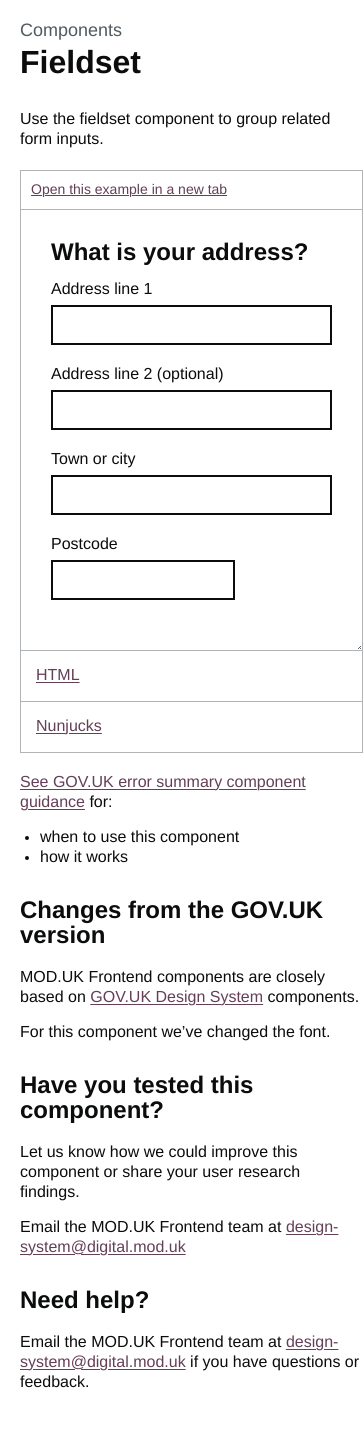 Components
Fieldset
Use the fieldset component to group related
form inputs.
Open this example in a new tab
What is your address?
Address line 1
Address line 2 (optional)
Town or city
Postcode
HTML
Nunjucks
See GOV.UK error summary component
guidance for:
• when to use this component
• how it works
Changes from the GOV.UK
version
MOD.UK Frontend components are closely
based on GOV.UK Design System components.
For this component we’ve changed the font.
Have you tested this
component?
Let us know how we could improve this
component or share your user research
findings.
Email the MOD.UK Frontend team at design-
system@digital.mod.uk
Need help?
Email the MOD.UK Frontend team at design-
system@digital.mod.uk if you have questions or
feedback.